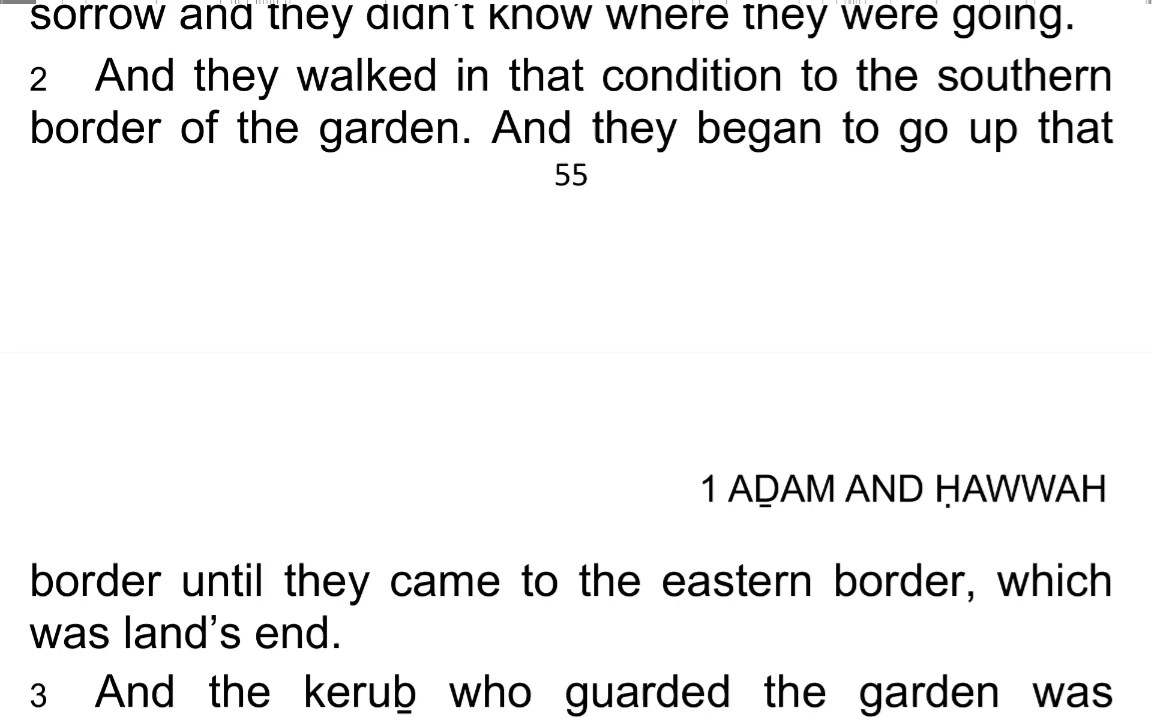 sorrow and they didn't know where they were going.
2 And they walked in that condition to the southern
border of the garden. And they began to go up that
55
1 AḎAM AND ḤAWWAH
border until they came to the eastern border, which
was land’s end.
3 And the keruḇ who guarded the garden was